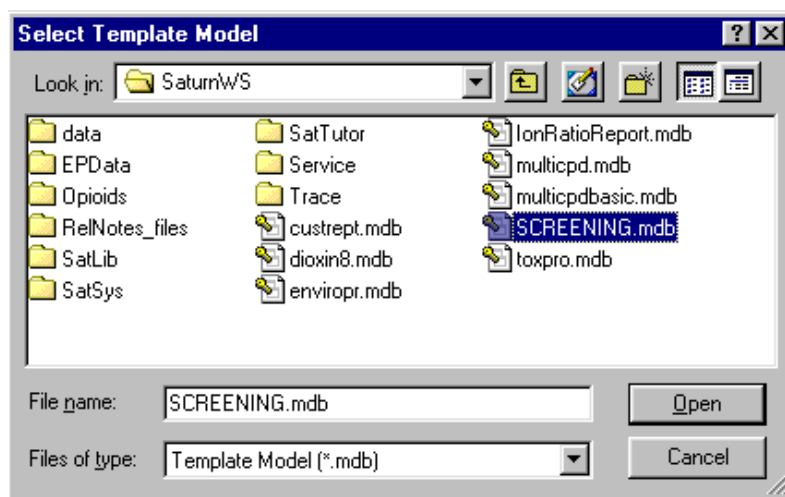 Select Template Model
Look in: SaturnWS
data
EPData
Opioids
RelNotes_files
SatLib
SatSys
SatTutor
Service
Trace
custrept.mdb
dioxin8.mdb
enviropr.mdb
IonRatioReport.mdb
multicpd.mdb
multicpdbasic.mdb
SCREENING.mdb
toxpro.mdb
File name: SCREENING.mdb
Open
Files of type: Template Model (*.mdb)
Cancel